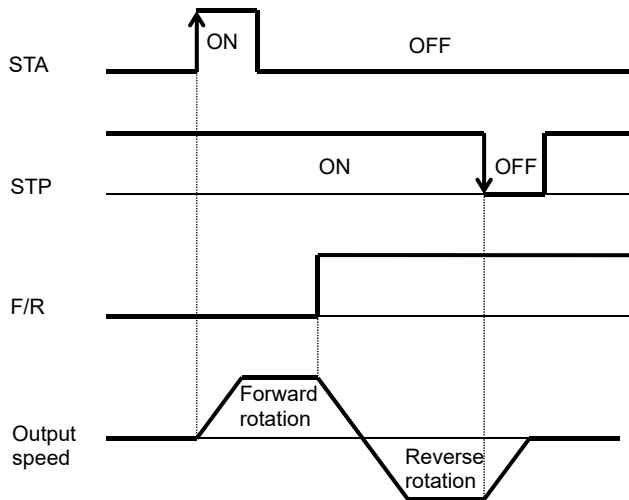 STA
ON
OFF
STP
ON
OFF
F/R
Output
speed
Forward
rotation
Reverse
rotation